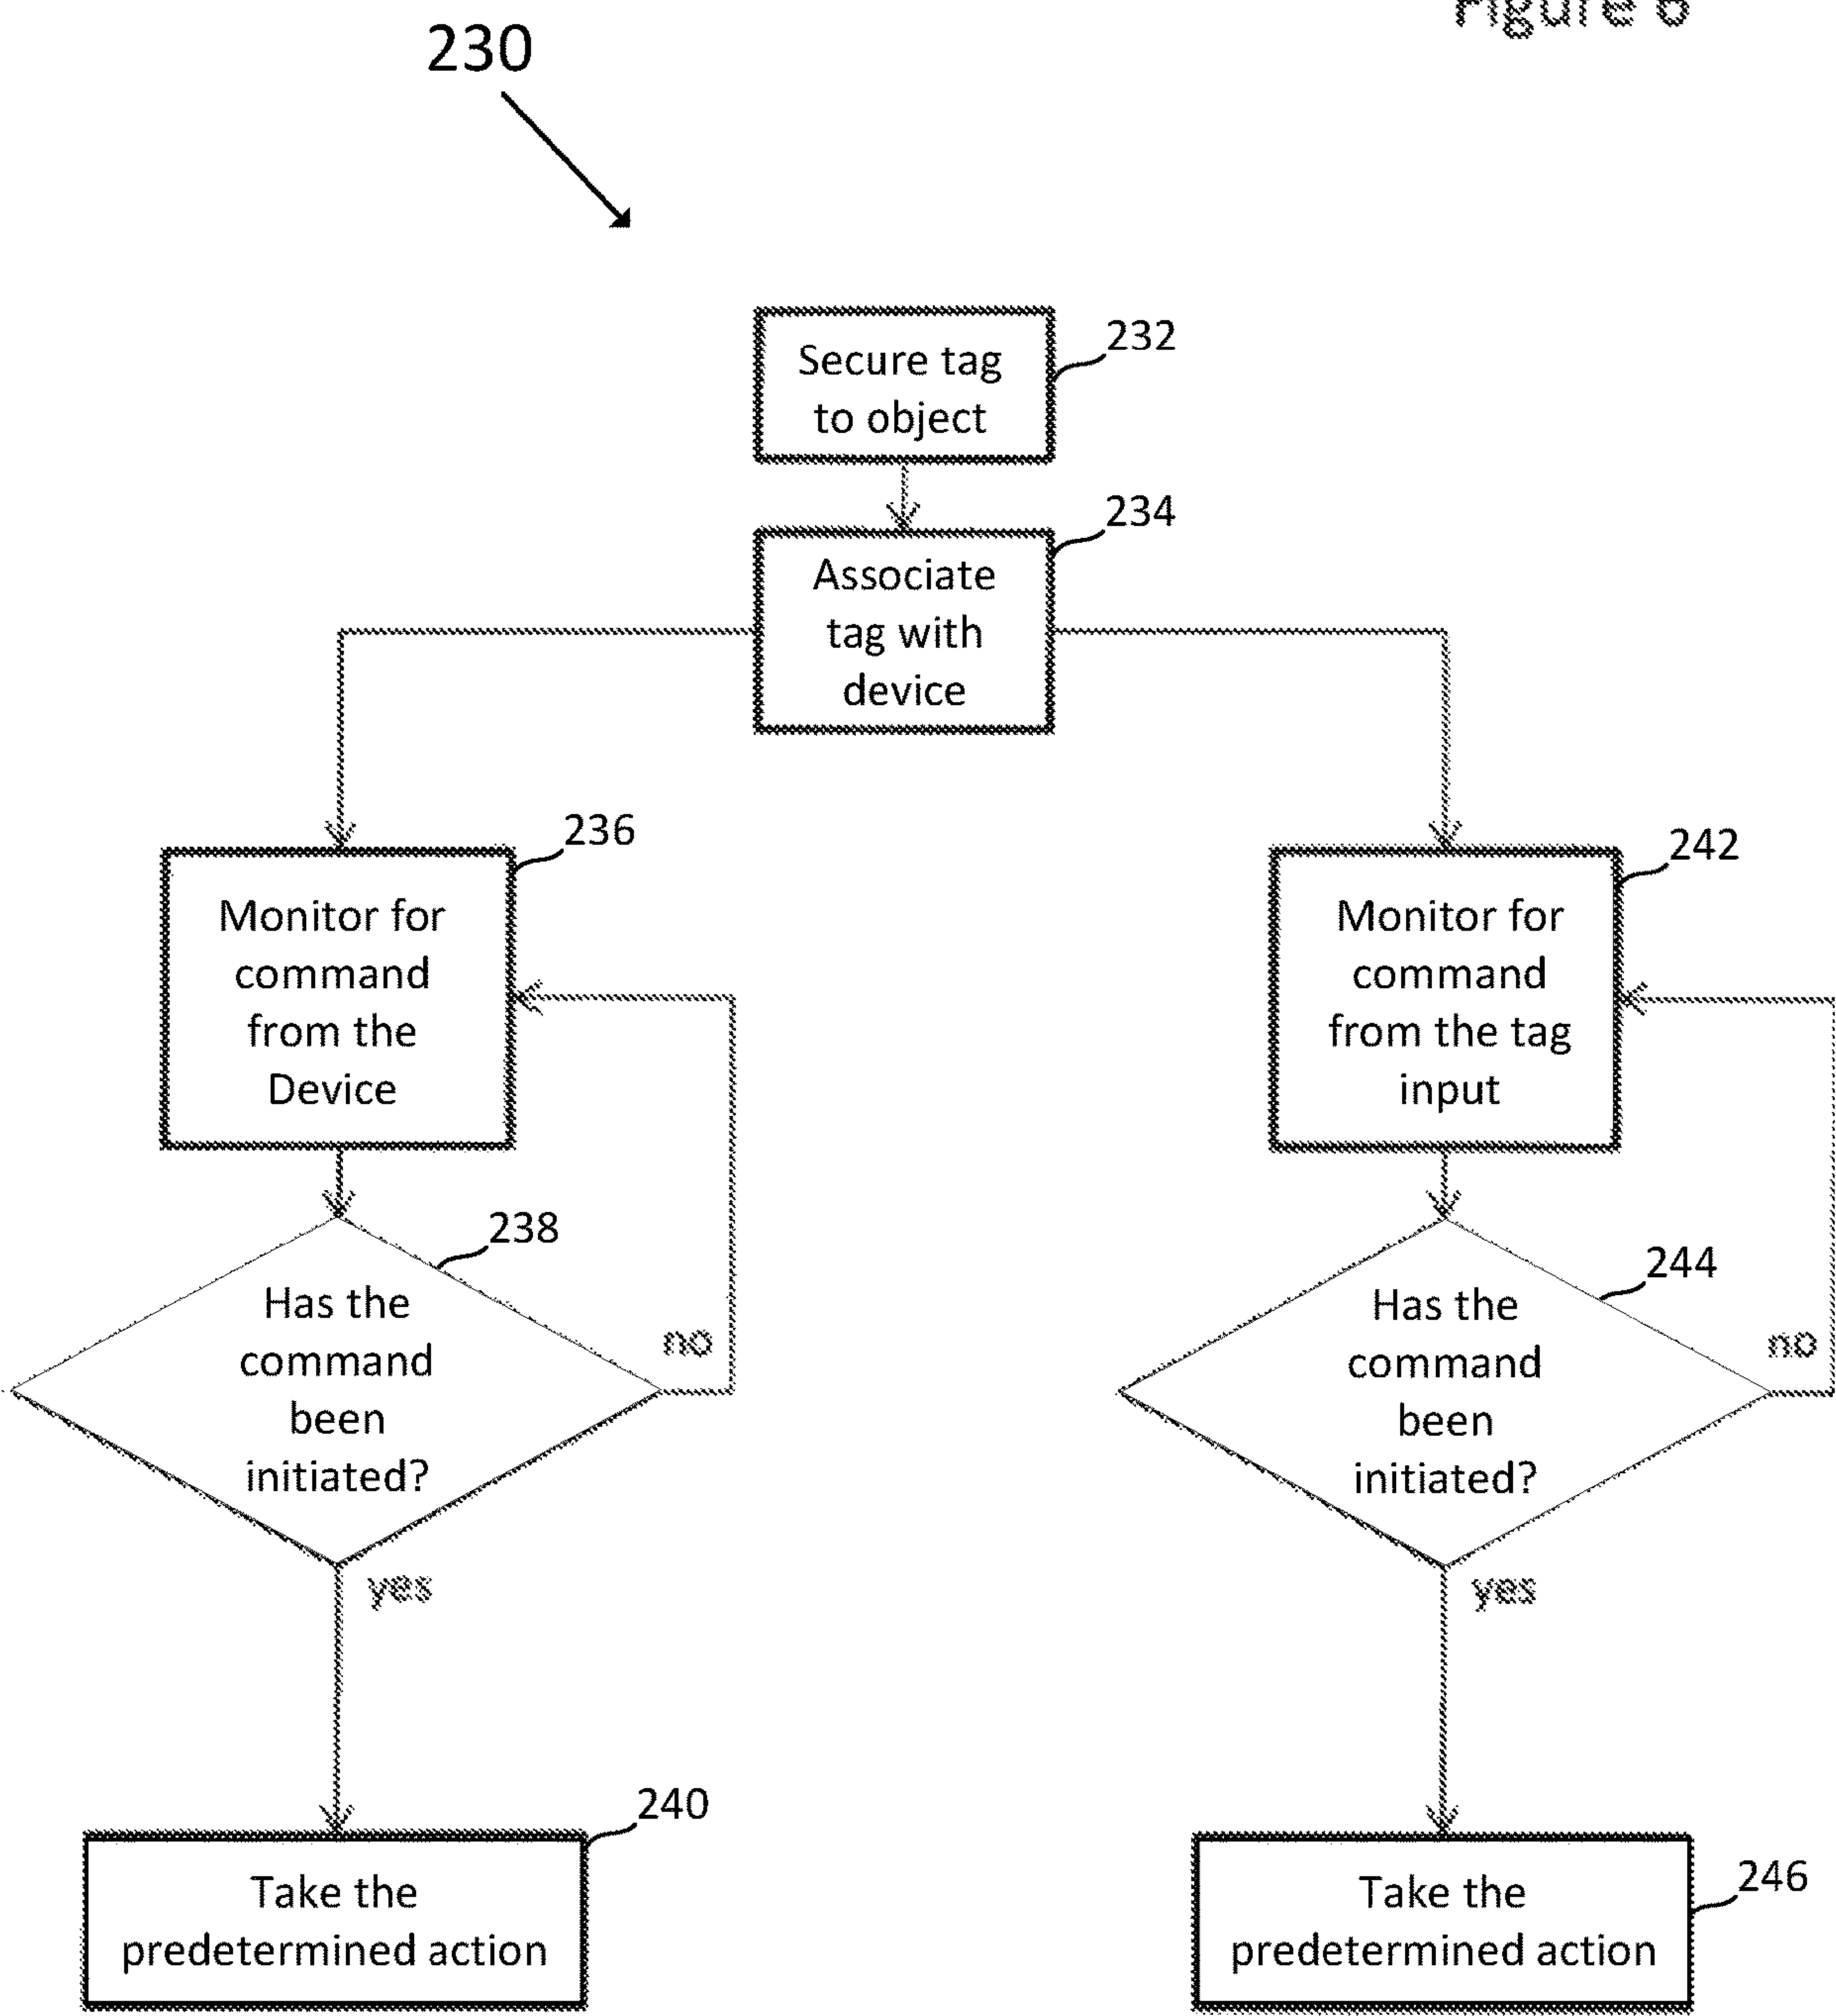 Figure 6
230
Secure tag
to object
232
Associate
tag with
device
234
Monitor for
command
from the
Device
236
Has the
command
been
initiated?
238
no
yes
Take the
predetermined action
240
Monitor for
command
from the tag
input
242
Has the
command
been
initiated?
244
no
yes
Take the
predetermined action
246